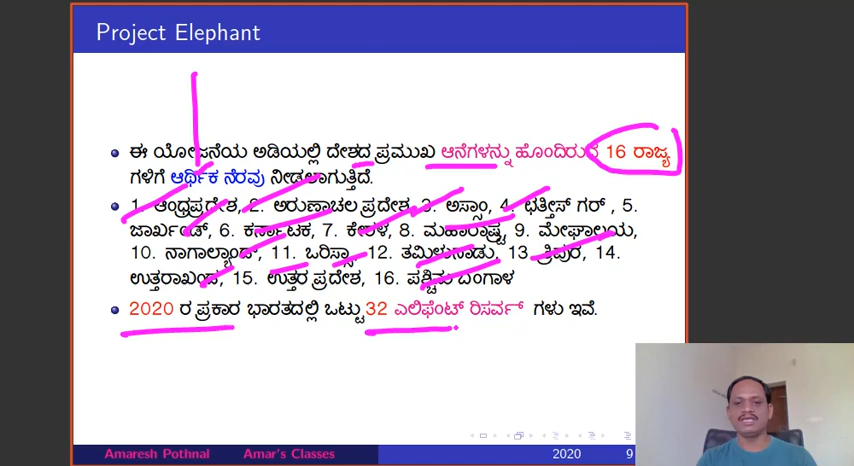 Project Elephant
ಈ ಯೋಜನೆಯ ಅಡಿಯಲ್ಲಿ ದೇಶದ ಪ್ರಮುಖ ಆನೆಗಳನ್ನು ಹೊಂದಿರುವ 16 ರಾಜ್ಯ
ಗಳಿಗೆ ಆರ್ಥಿಕ ನೆರವು ನೀಡಲಾಗುತ್ತಿದೆ.
1. ಆಂಧ್ರಪ್ರದೇಶ, 2. ಅರುಣಾಚಲ ಪ್ರದೇಶ, 3. ಅಸ್ಸಾಂ, 4. ಛತ್ತೀಸ್ ಗರ್ , 5.
ಜಾರ್ಖಂಡ್, 6. ಕರ್ನಾಟಕ, 7. ಕೇರಳ, 8. ಮಹಾರಾಷ್ಟ್ರ 9. ಮೇಘಾಲಯ,
10. ನಾಗಾಲ್ಯಾಂಡ್, 11. ಒರಿಸ್ಸಾ, 12. ತಮಿಳುನಾಡು, 13. ತ್ರಿಪುರ, 14.
ಉತ್ತರಾಖಂಡ, 15. ಉತ್ತರ ಪ್ರದೇಶ, 16. ಪಶ್ಚಿಮ ಬಂಗಾಳ
2020 ರ ಪ್ರಕಾರ ಭಾರತದಲ್ಲಿ ಒಟ್ಟು 32 ಎಲಿಫೆಂಟ್ ರಿಸರ್ವ್ ಗಳು ಇವೆ.
Amaresh Pothnal Amar's Classes 2020 9